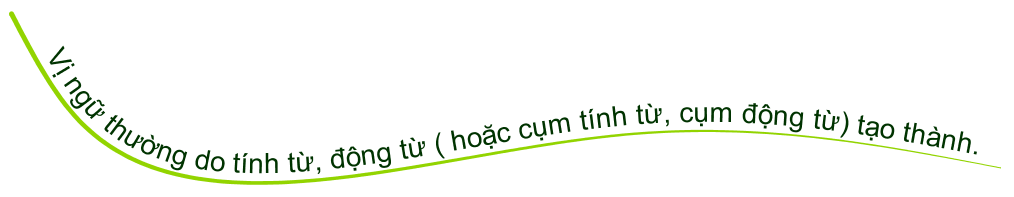 Vị ngữ thường do tính từ, động từ ( hoặc cụm tính từ, cụm động từ) tạo thành.